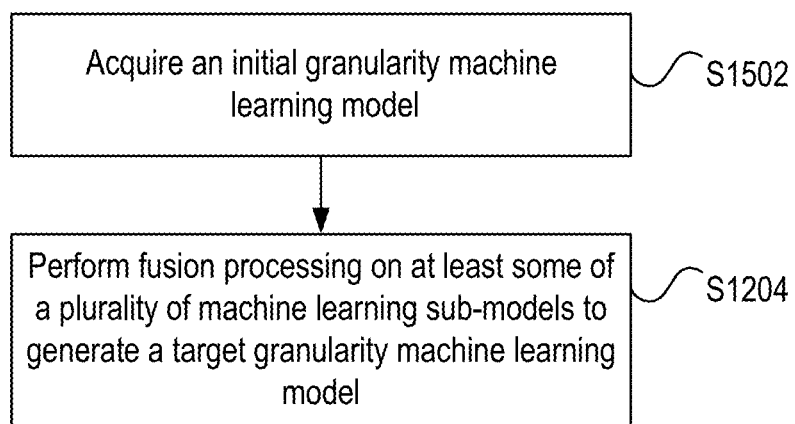 Acquire an initial granularity machine
learning model
S1502
Perform fusion processing on at least some of
a plurality of machine learning sub-models to
generate a target granularity machine learning
model
S1204